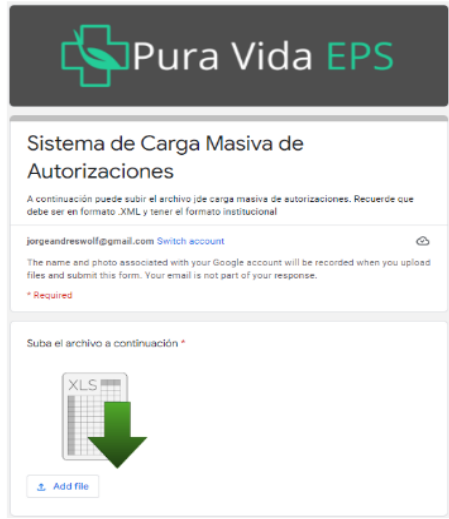 Pura Vida EPS
Sistema de Carga Masiva de
Autorizaciones
A continuación puede subir el archivo jde carga masiva de autorizaciones. Recuerde que
debe ser en formato .XML y tener el formato institucional
jorgeandreswolf@gmail.com Switch account
The name and photo associated with your Google account will be recorded when you upload
files and submit this form. Your email is not part of your response.
* Required
Suba el archivo a continuación *
XLS
Add file